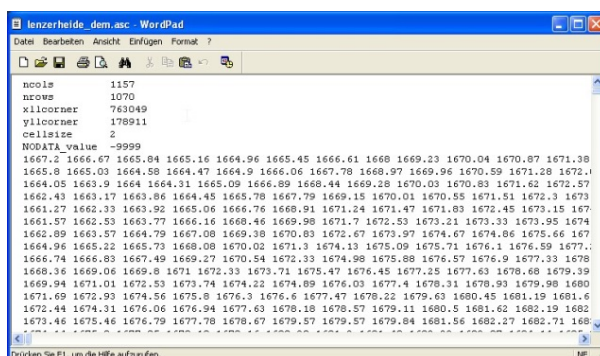 lenzerheide_dem.asc - WordPad
Datei Bearbeiten Ansicht Einfügen Format ?
ncols 1157
nrows 1070
xllcorner 763049
yllcorner 178911
cellsize 2
NODATA_value -9999
1667.2 1666.67 1665.84 1665.16 1664.96 1665.45 1666.61 1668 1669.23 1670.04 1670.87 1671.38
1665.8 1665.03 1664.58 1664.47 1664.9 1666.06 1667.78 1668.97 1669.96 1670.59 1671.28 1672.
1664.05 1663.9 1664 1664.31 1665.09 1666.89 1668.44 1669.28 1670.03 1670.83 1671.62 1672.57
1662.43 1663.17 1663.86 1664.45 1665.78 1667.79 1669.15 1670.01 1670.55 1671.51 1672.3 1673
1661.27 1662.33 1663.92 1665.06 1666.76 1668.91 1671.24 1671.47 1671.83 1672.45 1673.15 167
1661.57 1662.53 1663.77 1666.16 1668.46 1669.98 1671.7 1672.53 1673.21 1673.33 1673.95 1674
1662.89 1663.57 1664.79 1667.08 1669.38 1670.83 1672.67 1673.97 1674.67 1674.86 1675.66 167
1664.96 1665.22 1665.73 1668.08 1670.02 1671.3 1674.13 1675.09 1675.71 1676.1 1676.59 1677.
1666.74 1666.83 1667.49 1669.27 1670.54 1672.33 1674.98 1675.88 1676.57 1676.9 1677.33 1678
1668.36 1669.06 1669.8 1671 1672.33 1673.71 1675.47 1676.45 1677.25 1677.63 1678.68 1679.39
1669.94 1671.01 1672.53 1673.74 1674.22 1674.89 1676.03 1677.4 1678.31 1678.93 1679.98 1680
1671.69 1672.93 1674.56 1675.8 1676.3 1676.6 1677.47 1678.22 1679.63 1680.45 1681.19 1681.6
1672.44 1674.31 1676.06 1676.94 1677.63 1678.18 1678.57 1679.11 1680.5 1681.62 1682.19 1682
1673.46 1675.46 1676.79 1677.78 1678.67 1679.57 1679.57 1679.84 1681.56 1682.27 1682.71 168
Drücken Sie F1, um die Hilfe aufzurufen.
NF